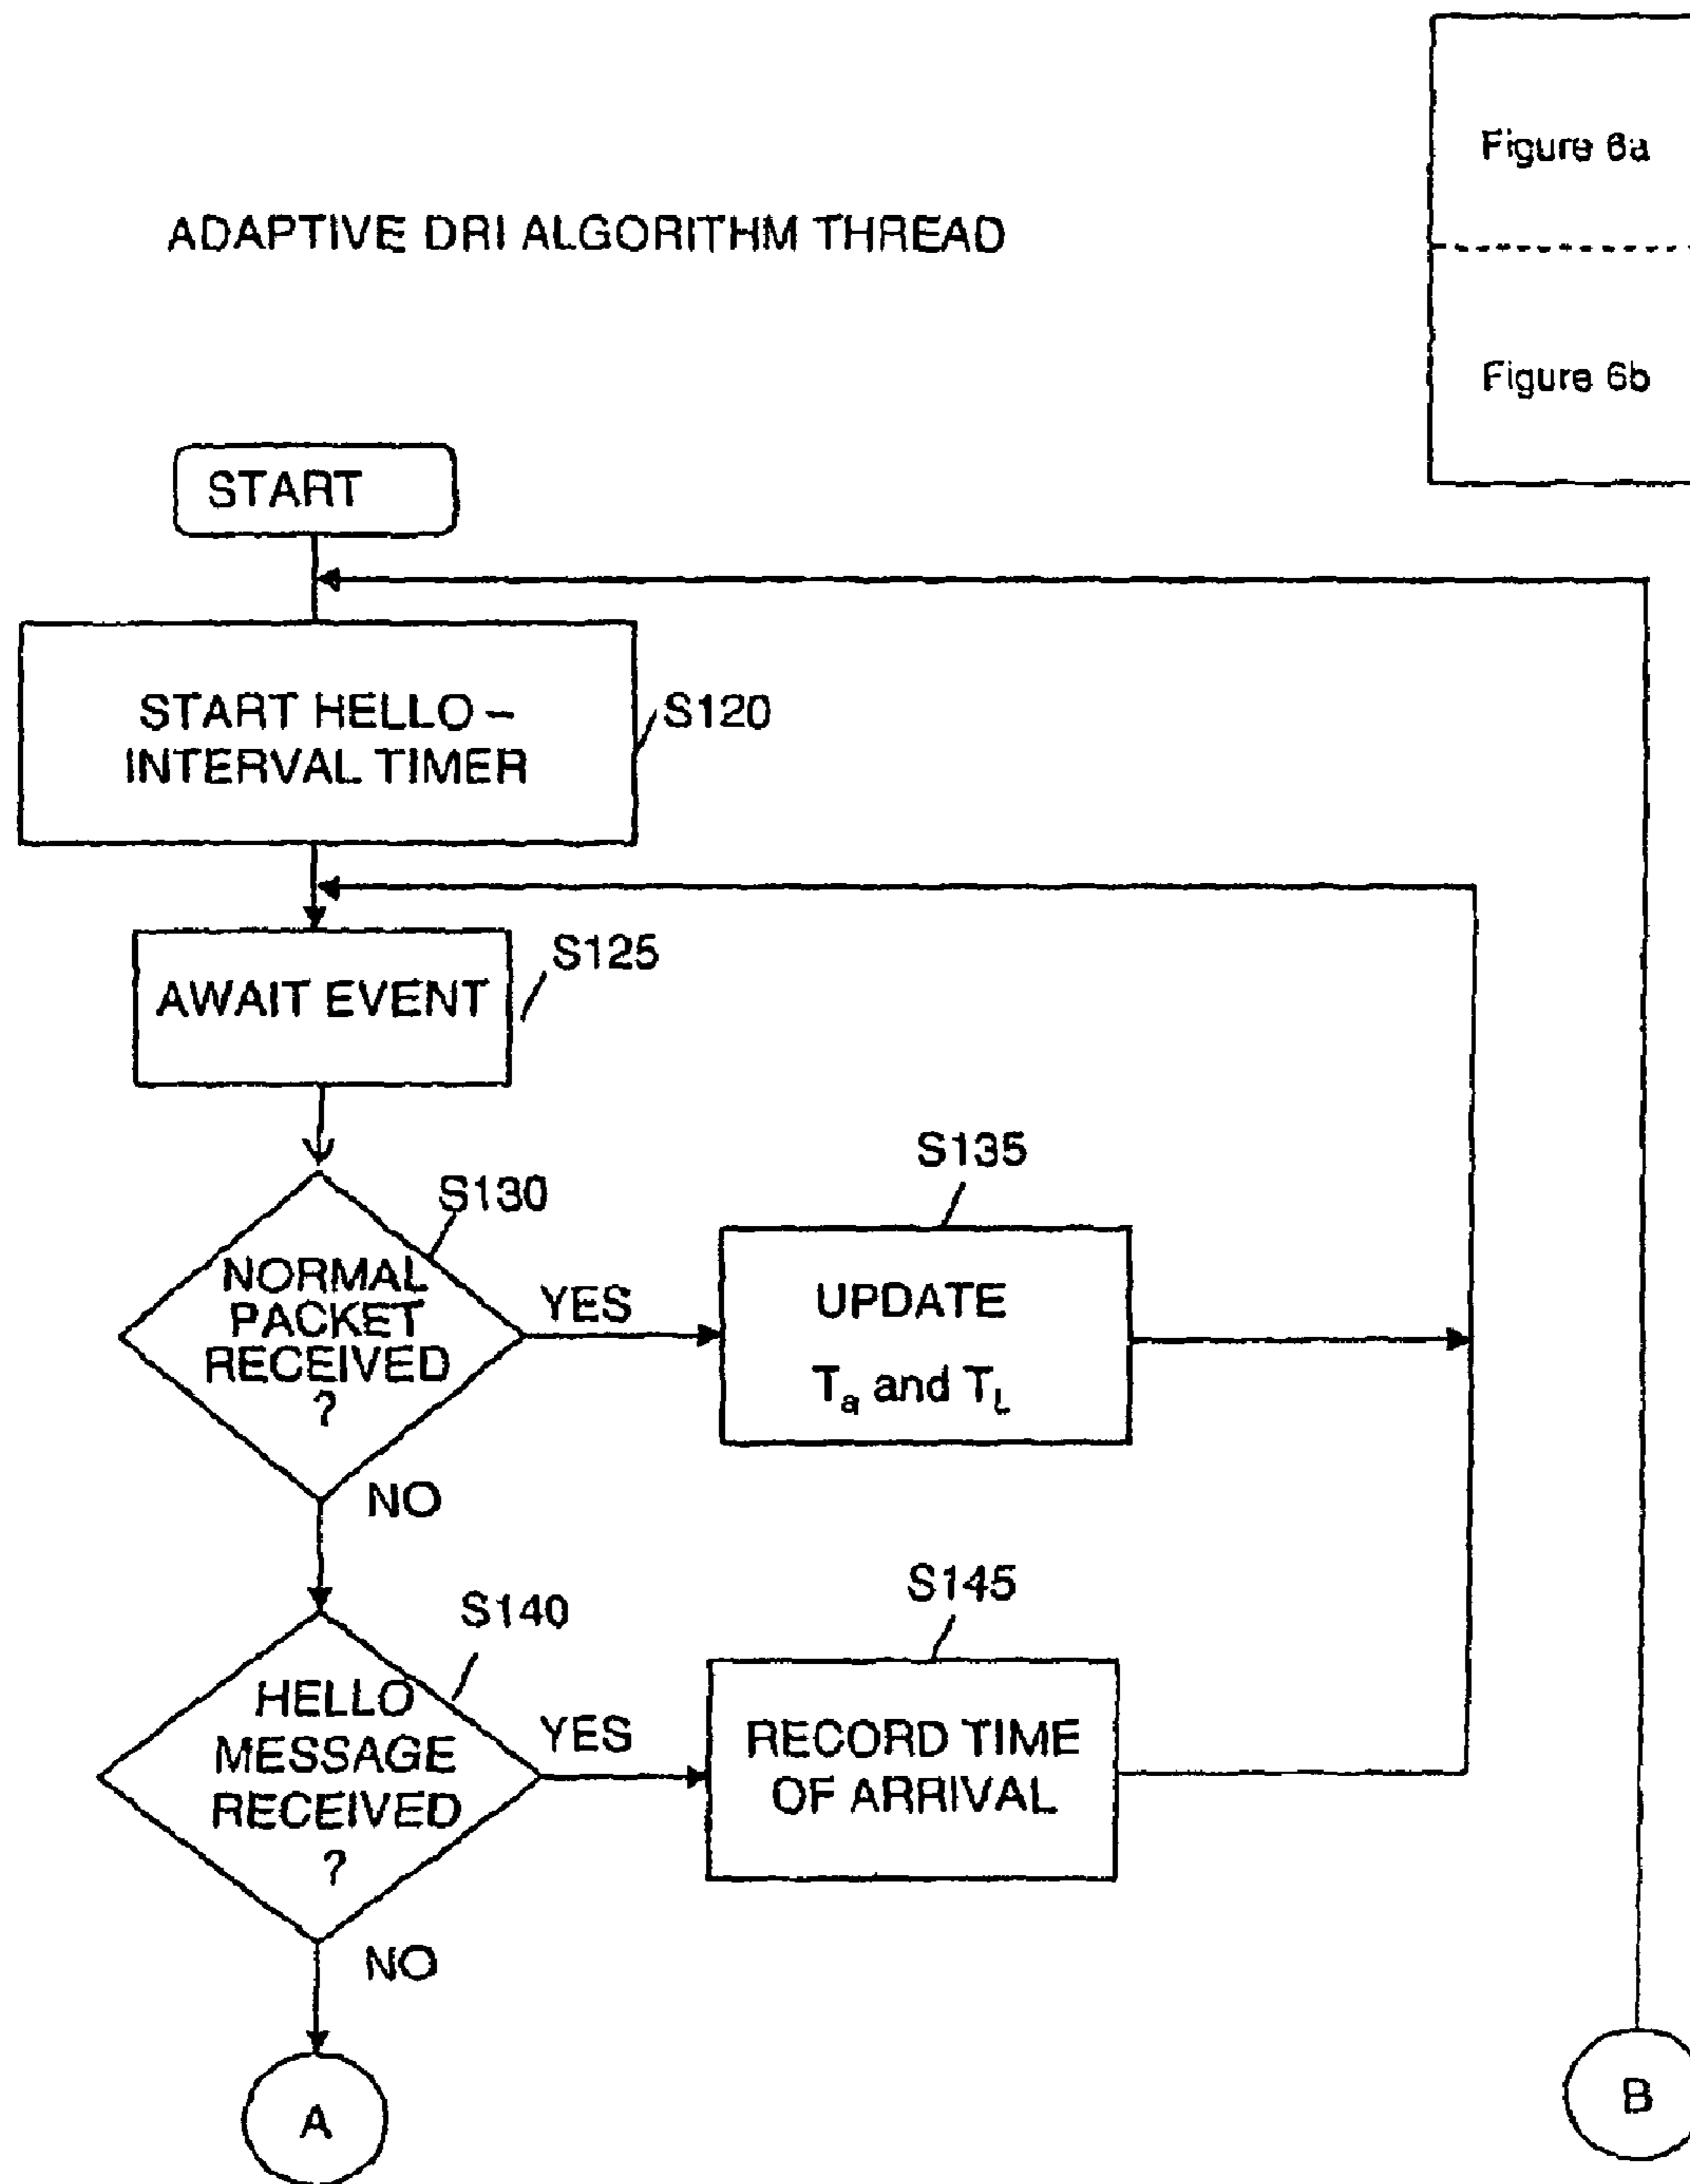 Figure 6a
ADAPTIVE DRI ALGORITHM THREAD
Figure 6b
START
START HELLO –
INTERVAL TIMER
S120
AWAIT EVENT
S125
S130
NORMAL
PACKET
RECEIVED
?
YES
NO
S135
UPDATE
Ta and TL
S140
HELLO
MESSAGE
RECEIVED
?
YES
NO
S145
RECORD TIME
OF ARRIVAL
A
B